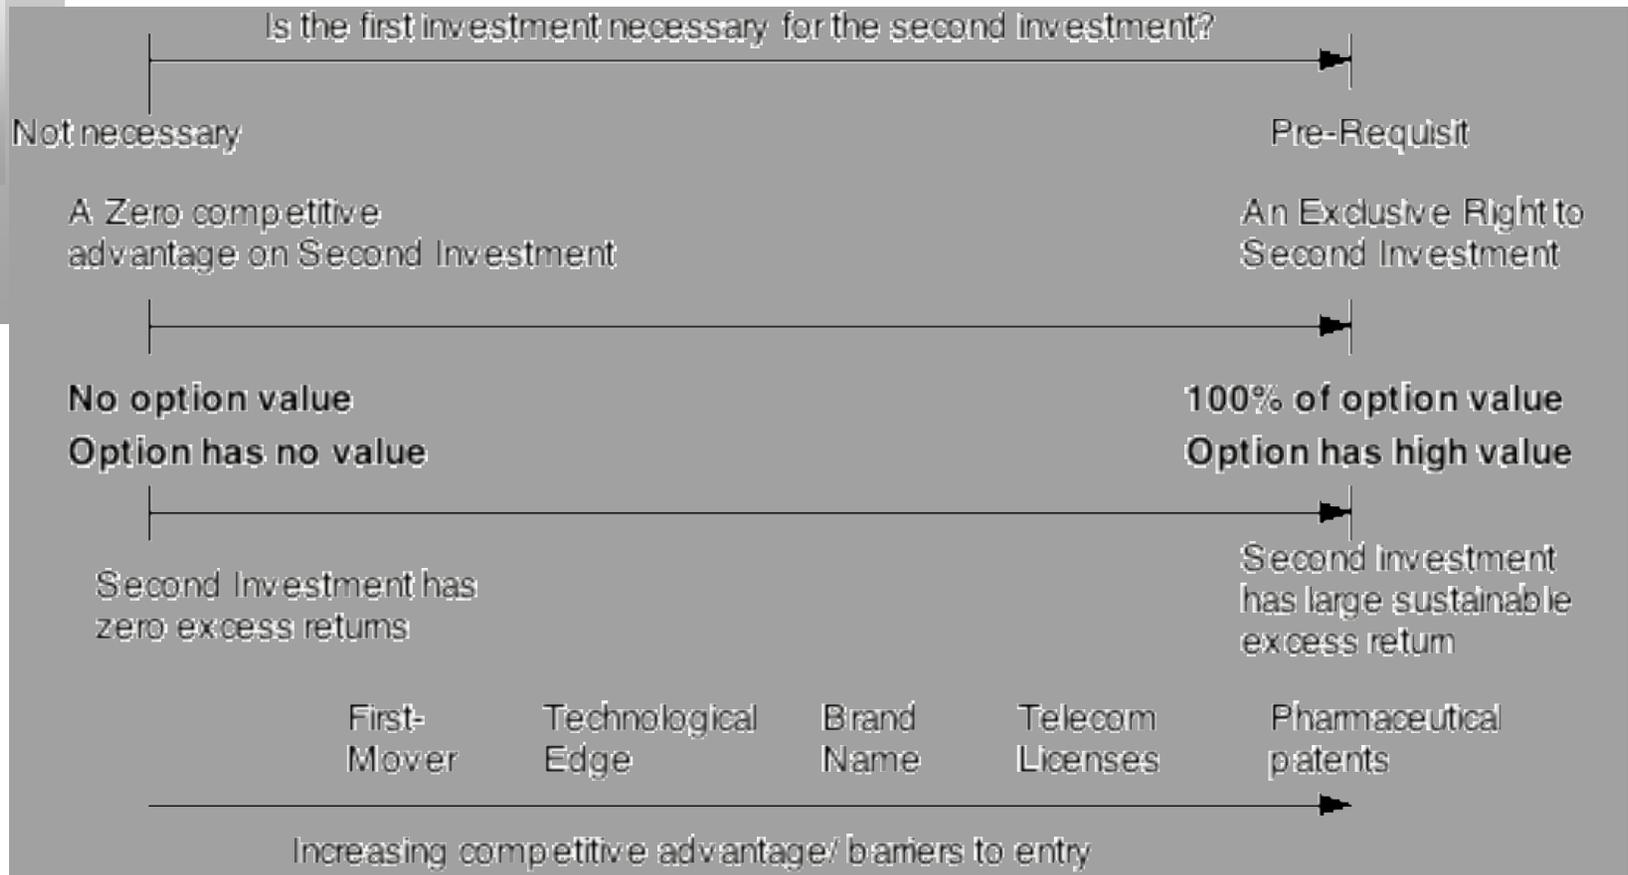 Is the first investment necessary for the second investment?
Not necessary
Pre-Requisit
A Zero competitive
advantage on Second Investment
An Exclusive Right to
Second Investment
No option value
100% of option value
Option has no value
Option has high value
Second Investment has
zero excess returns
Second investment
has large sustainable
excess return
First-
Mover
Technological
Edge
Brand
Name
Telecom
Licenses
Pharmaceutical
patents
Increasing competitive advantage/ barriers to entry